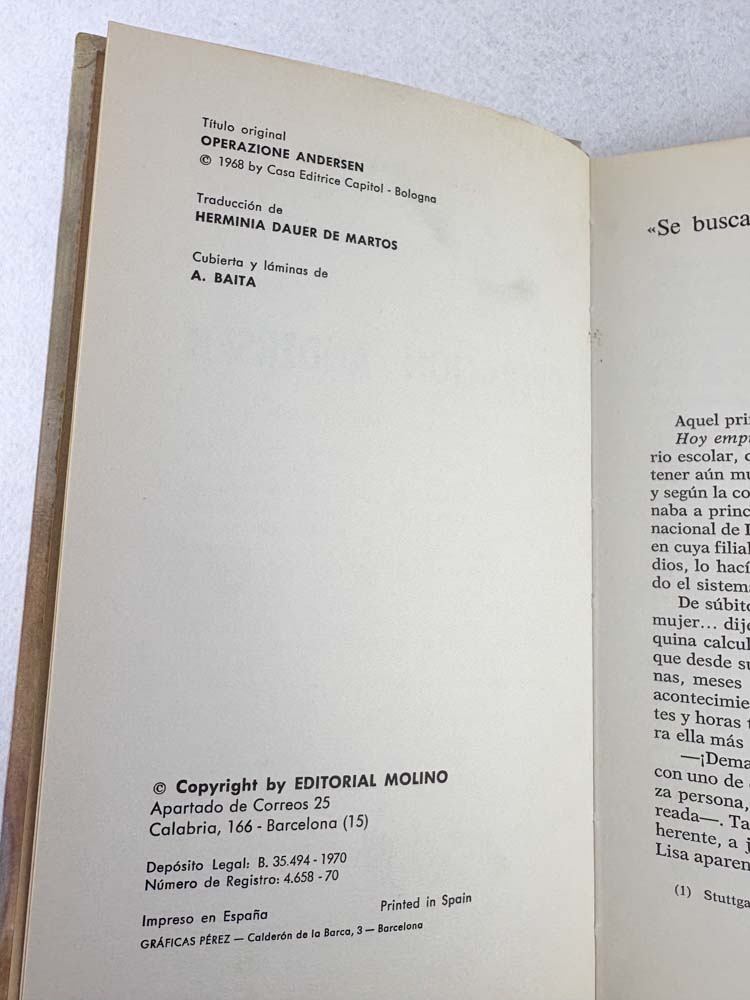 Título original
OPERAZIONE ANDERSEN
© 1968 by Casa Editrice Capitol - Bologna
Traducción de
HERMINIA DAUER DE MARTOS
Cubierta y láminas de
A. BAITA
© Copyright by EDITORIAL MOLINO
Apartado de Correos 25
Calabria, 166 - Barcelona (15)
Depósito Legal: B. 35.494 - 1970
Número de Registro: 4.658 - 70
Impreso en España Printed in Spain
GRÁFICAS PÉREZ — Calderón de la Barca, 3 — Barcelona
«Se busca
Aquel pri
Hoy emp
rio escolar,
tener aún mu
y según la co
naba a princ
nacional de
en cuya filial
dios, lo hací
do el sistem
De súbito
mujer... dij
quina calcul
que desde su
nas, meses
acontecimie
tes y horas
ra ella más
—¡Dema
con uno de
za persona,
reada—. Ta
herente, a j
Lisa aparen
(1) Stuttga